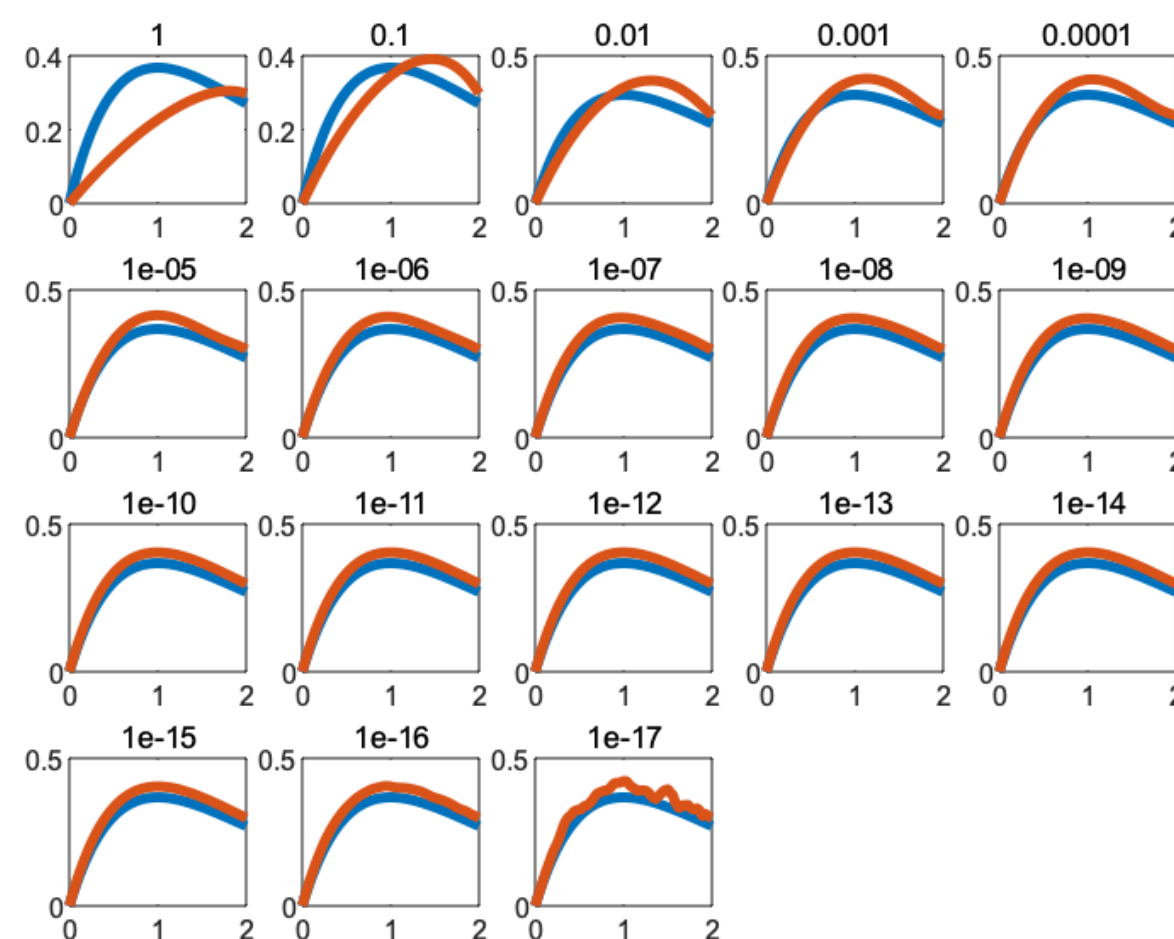 1 0.1 0.01 0.001 0.0001
0.4 0.4 0.5 0.5 0.5
0.2 0.2
0 0 0 0 0
0 1 2 0 1 2 0 1 2 0 1 2 0 1 2
1e-05 1e-06 1e-07 1e-08 1e-09
0.5 0.5 0.5 0.5 0.5
0 0 0 0 0
0 1 2 0 1 2 0 1 2 0 1 2 0 1 2
1e-10 1e-11 1e-12 1e-13 1e-14
0.5 0.5 0.5 0.5 0.5
0 0 0 0 0
0 1 2 0 1 2 0 1 2 0 1 2 0 1 2
1e-15 1e-16 1e-17
0.5 0.5 0.5
0 0 0
0 1 2 0 1 2 0 1 2